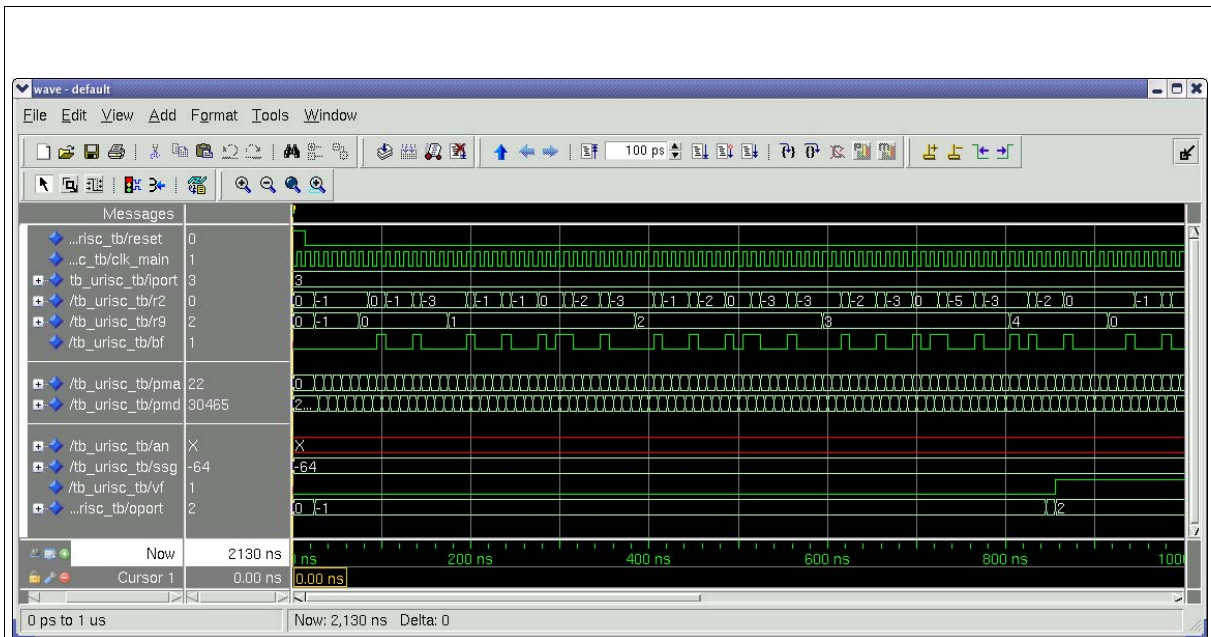 wave - default
File Edit View Add Format Tools Window
100 ps
Messages
...risc_tb/reset 0
...c_tb/clk_main 1
tb_urisc_tb/iport 3 3
/tb_urisc_tb/r2 0 0 -1 0 -1 -3 -1 -1 0 -2 -3 -1 -2 0 -3 -3 -2 -3 0 -5 -3 -2 0 -1
/tb_urisc_tb/r9 2 0 -1 0 1 2 3 4 0
/tb_urisc_tb/bf 1
/tb_urisc_tb/pma 22 0
/tb_urisc_tb/pmd 30465 2...
/tb_urisc_tb/an X X
/tb_urisc_tb/ssg -64 -64
/tb_urisc_tb/vf 1
...risc_tb/oport 2 0 -1 2
Now 2130 ns ns 200 ns 400 ns 600 ns 800 ns 100
Cursor 1 0.00 ns 0.00 ns
0 ps to 1 us Now: 2,130 ns Delta: 0